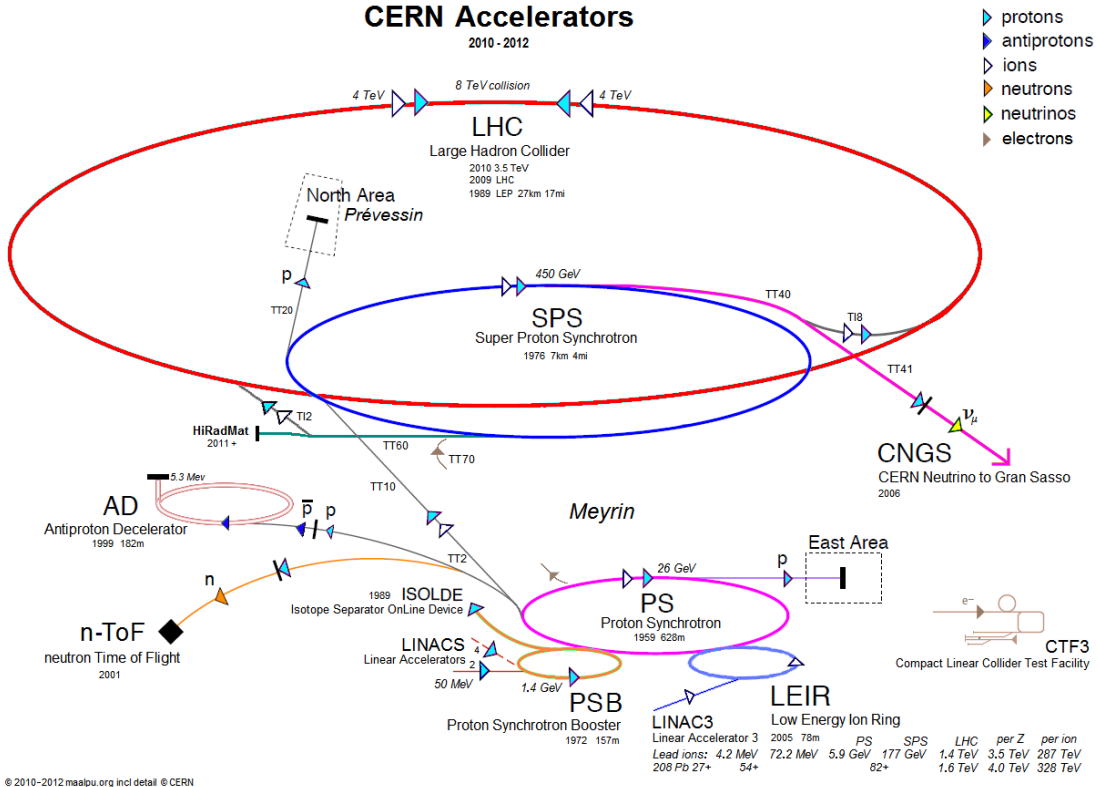 CERN Accelerators
2010 - 2012
protons
antiprotons
ions
neutrons
neutrinos
electrons
4 TeV
8 TeV collision
4 TeV
LHC
Large Hadron Collider
2010 3.5 TeV
2009 LHC
1989 LEP 27km 17mi
North Area
Prévessin
p
TT20
450 GeV
TT40
SPS
Super Proton Synchrotron
1976 7km 4mi
TI8
TT41
TI2
HiRadMat
2011 +
TT60
TT70
νμ
CNGS
CERN Neutrino to Gran Sasso
2006
5.3 Mev
AD
Antiproton Decelerator
1999 182m
p̅
p
TT10
Meyrin
TT2
East Area
p
26 GeV
n
1989 ISOLDE
Isotope Separator OnLine Device
PS
Proton Synchrotron
1959 628m
n-ToF
neutron Time of Flight
2001
LINACS
Linear Accelerators
4
2
50 MeV
1.4 GeV
PSB
Proton Synchrotron Booster
1972 157m
e−
CTF3
Compact Linear Collider Test Facility
LEIR
Low Energy Ion Ring
2005 78m
LINAC3
Linear Accelerator 3
PS SPS LHC per Z per ion
Lead ions: 4.2 MeV 72.2 MeV 5.9 GeV 177 GeV 1.4 TeV 3.5 TeV 287 TeV
208 Pb 27+ 54+ 82+ 1.6 TeV 4.0 TeV 328 TeV
© 2010-2012 maalpu.org incl detail © CERN